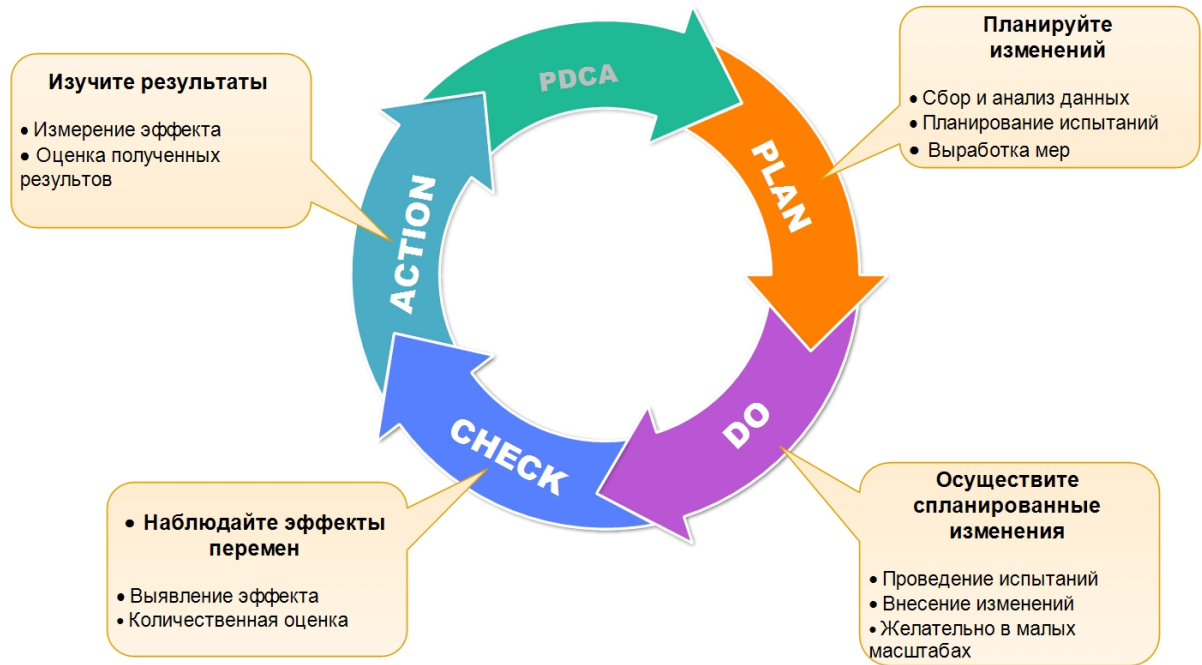 PDCA
PLAN
DO
CHECK
ACTION
Планируйте
изменений
• Сбор и анализ данных
• Планирование испытаний
• Выработка мер
Осуществите
спланированные
изменения
• Проведение испытаний
• Внесение изменений
• Желательно в малых
масштабах
• Наблюдайте эффекты
перемен
• Выявление эффекта
• Количественная оценка
Изучите результаты
• Измерение эффекта
• Оценка полученных
результов